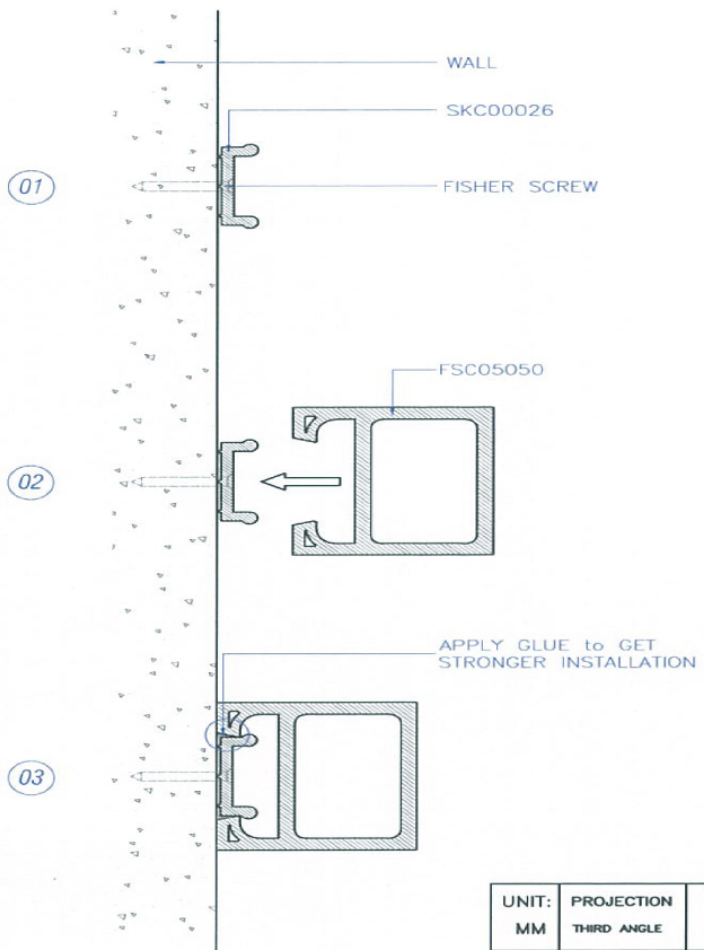 WALL
SKC00026
01
FISHER SCREW
FSC05050
02
APPLY GLUE to GET
STRONGER INSTALLATION
03
UNIT:
MM
PROJECTION
THIRD ANGLE